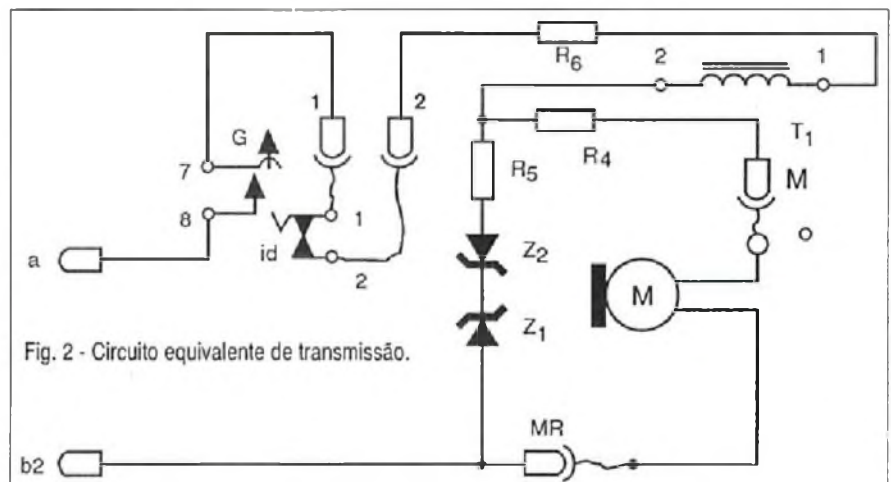 R6
2
1
1
2
G
7
T1
R4
R5
M
8
1
id
2
Z2
a
M
Z1
Fig. 2 - Circuito equivalente de transmissão.
MR
b2